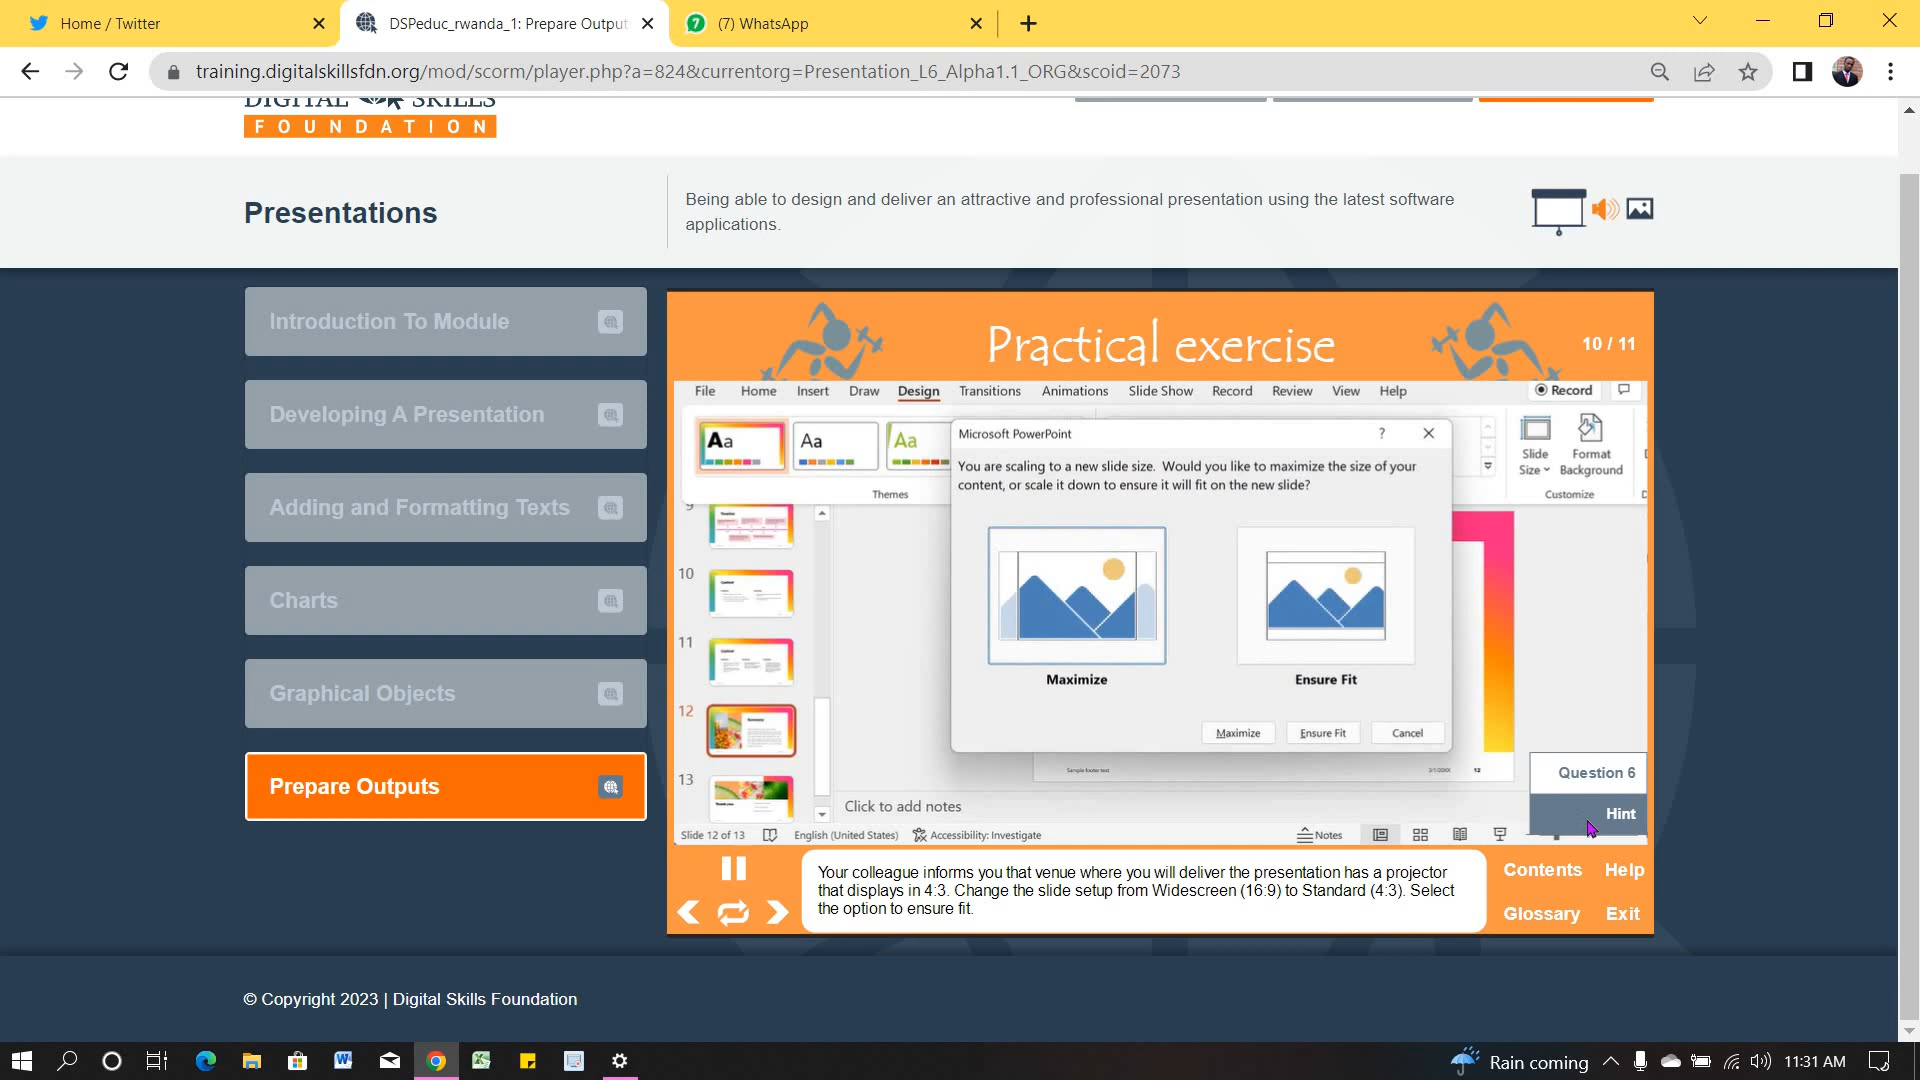 Home / Twitter
DSPeduc_rwanda_1: Prepare Output
(7) WhatsApp
training.digitalskillsfdn.org/mod/scorm/player.php?a=824&currentorg=Presentation_L6_Alpha1.1_ORG&scoid=2073
DIGITAL SKILLS
FOUNDATION
Presentations
Being able to design and deliver an attractive and professional presentation using the latest software
applications.
Introduction To Module
Developing A Presentation
Adding and Formatting Texts
Charts
Graphical Objects
Prepare Outputs
Practical exercise
10 / 11
File Home Insert Draw Design Transitions Animations Slide Show Record Review View Help
Record
Aa Aa Aa
Themes
Slide
Size
Format
Background
Customize
Microsoft PowerPoint
?
You are scaling to a new slide size. Would you like to maximize the size of your
content, or scale it down to ensure it will fit on the new slide?
Maximize
Ensure Fit
Maximize
Ensure Fit
Cancel
9
10
11
12
13
Sample footer text
12
Click to add notes
Slide 12 of 13
English (United States)
Accessibility: Investigate
Notes
Question 6
Hint
Your colleague informs you that venue where you will deliver the presentation has a projector
that displays in 4:3. Change the slide setup from Widescreen (16:9) to Standard (4:3). Select
the option to ensure fit.
Contents Help
Glossary Exit
© Copyright 2023 | Digital Skills Foundation
Rain coming
11:31 AM